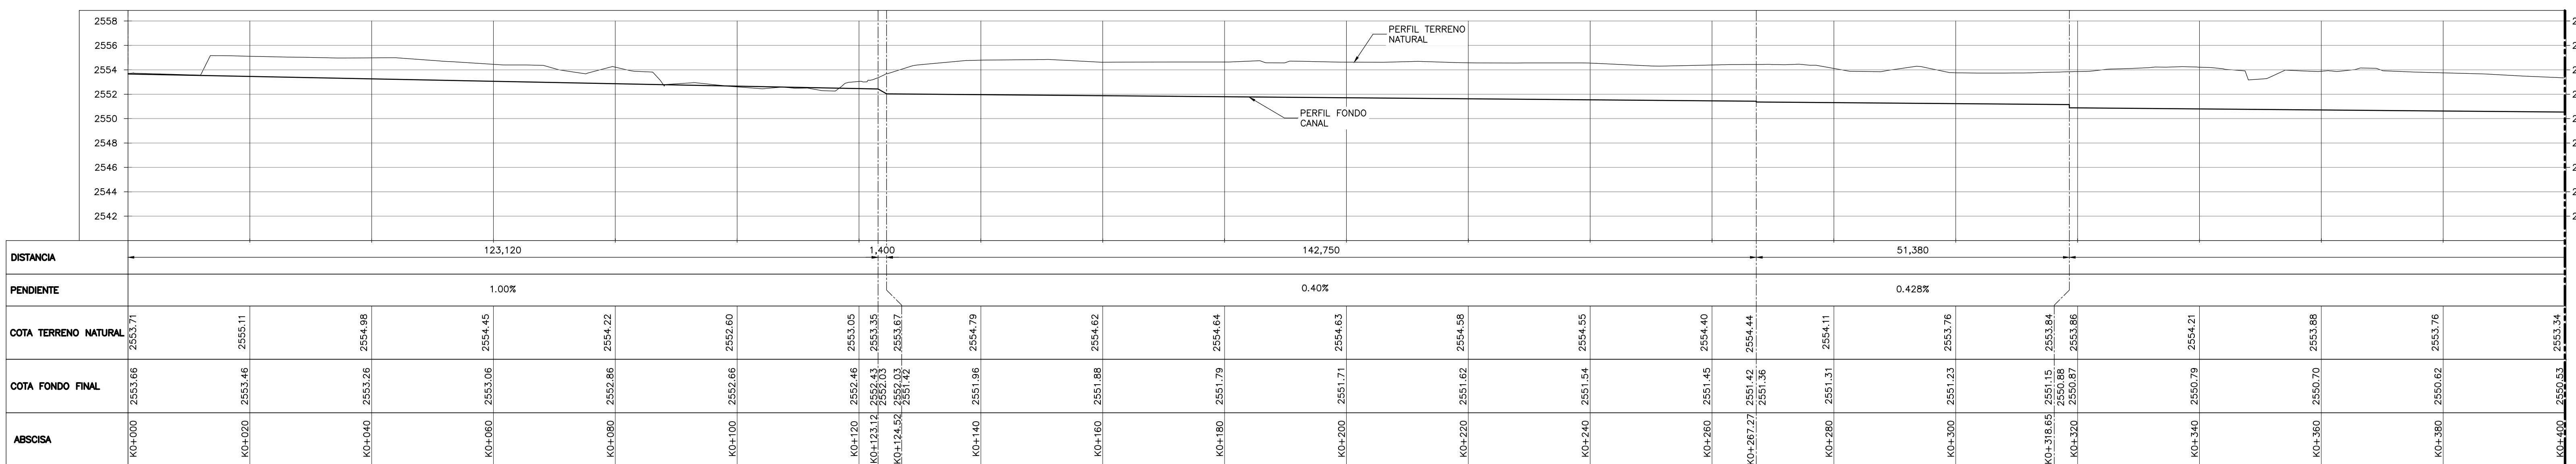 2558
2556
2554
2552
2550
2548
2546
2544
2542
PERFIL TERRENO
NATURAL
PERFIL FONDO
CANAL
DISTANCIA 123,120 1,400 142,750 51,380
PENDIENTE 1.00% 0.40% 0.428%
COTA TERRENO NATURAL 2553.71 2555.11 2554.98 2554.45 2554.22 2552.60 2553.05 2553.35 2553.67 2554.79 2554.62 2554.64 2554.63 2554.58 2554.55 2554.40 2554.44 2554.11 2553.76 2553.84 2553.86 2554.21 2553.88 2553.76 2553.34
COTA FONDO FINAL 2553.66 2553.46 2553.26 2553.06 2552.86 2552.66 2552.46 2552.43 2552.03 2552.03 2551.42 2551.96 2551.88 2551.79 2551.71 2551.62 2551.54 2551.45 2551.42 2551.36 2551.31 2551.23 2551.15 2550.88 2550.87 2550.79 2550.70 2550.62 2550.53
ABSCISA K0+000 K0+020 K0+040 K0+060 K0+080 K0+100 K0+120 K0+123.12 K0+124.52 K0+140 K0+160 K0+180 K0+200 K0+220 K0+240 K0+260 K0+267.27 K0+280 K0+300 K0+318.65 K0+320 K0+340 K0+360 K0+380 K0+400